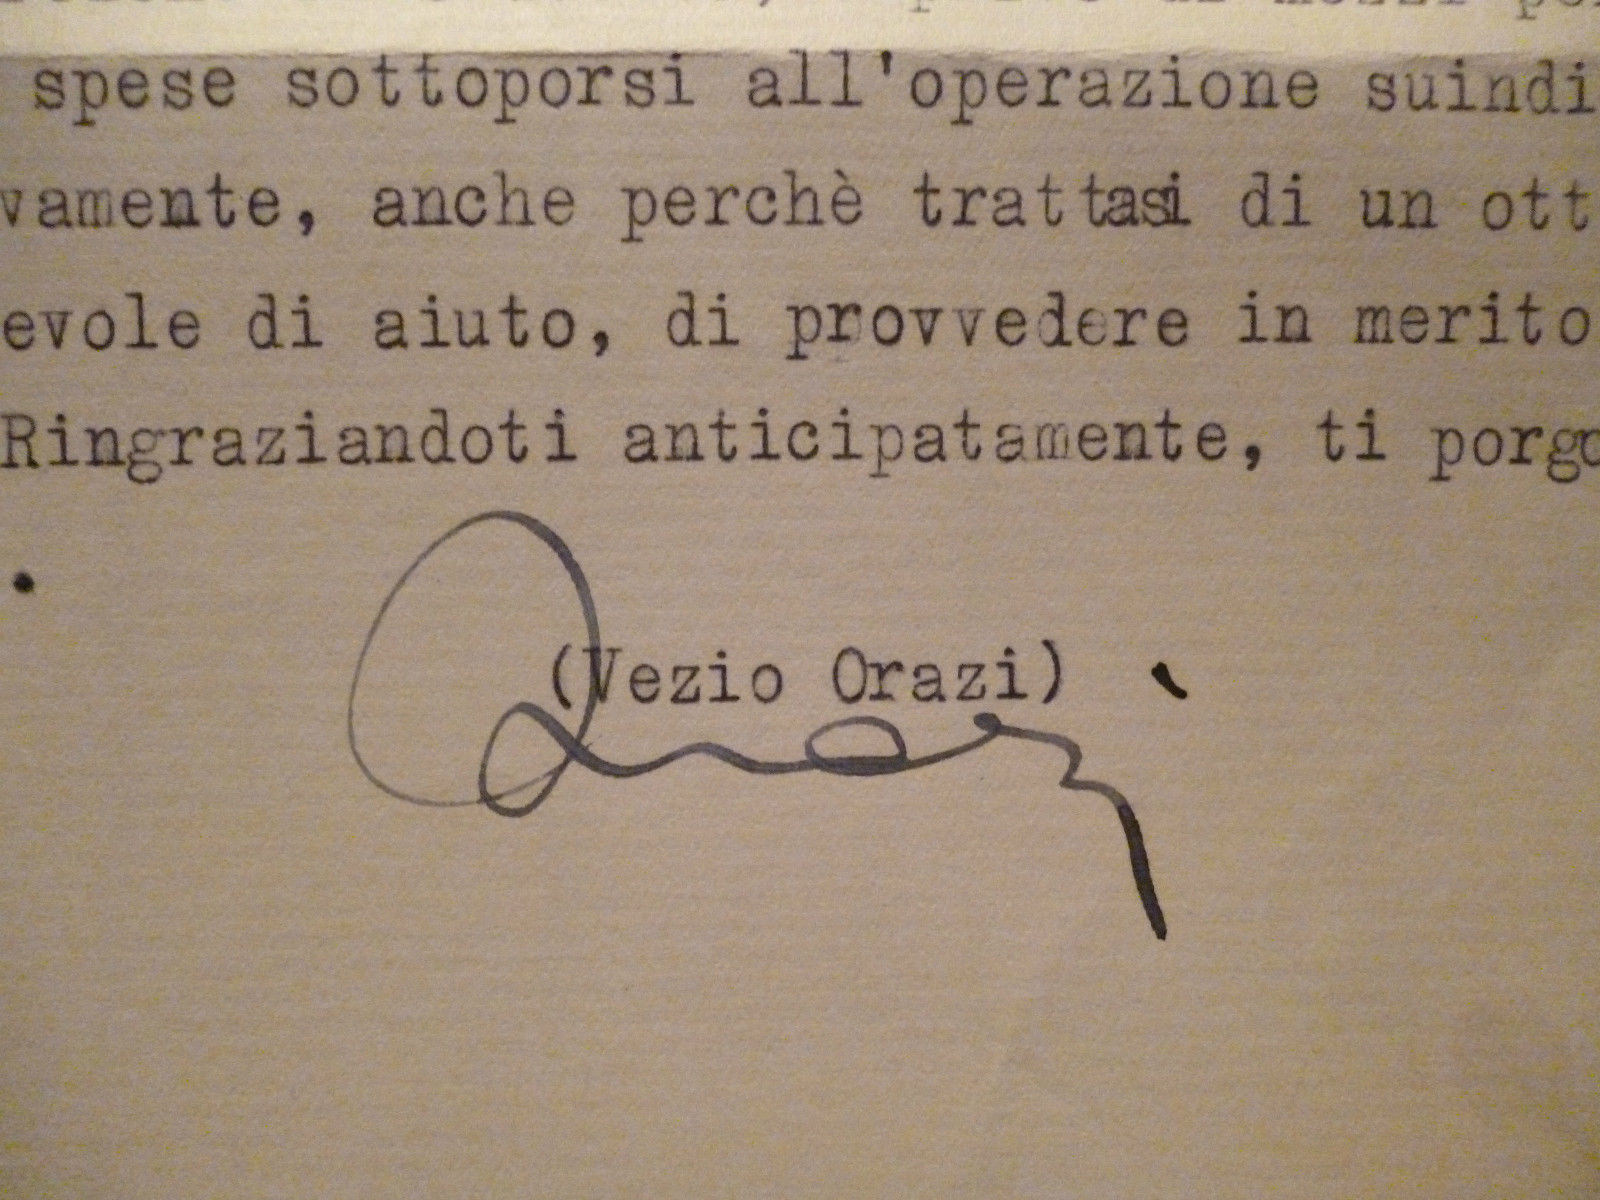 spese sottoporsi all'operazione suindi
vamente, anche perchè trattasi di un ott
evole di aiuto, di provvedere in merito
Ringraziandoti anticipatamente, ti porgo
.
(Vezio Orazi)
Orazi